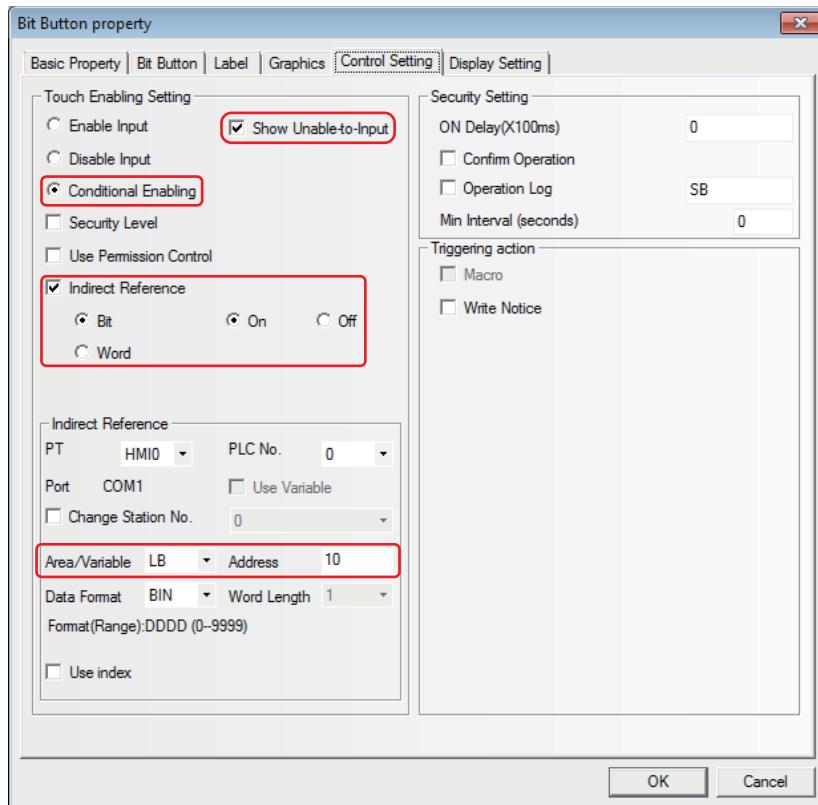 Bit Button property
Basic Property Bit Button Label Graphics Control Setting Display Setting
Touch Enabling Setting
Enable Input Show Unable-to-Input
Disable Input
Conditional Enabling
Security Level
Use Permission Control
Indirect Reference
Bit On Off
Word
Indirect Reference
PT HMI0 PLC No. 0
Port COM1 Use Variable
Change Station No. 0
Area/Variable LB Address 10
Data Format BIN Word Length 1
Format(Range):DDDD (0--9999)
Use index
Security Setting
ON Delay(X100ms) 0
Confirm Operation
Operation Log SB
Min Interval (seconds) 0
Triggering action
Macro
Write Notice
OK Cancel